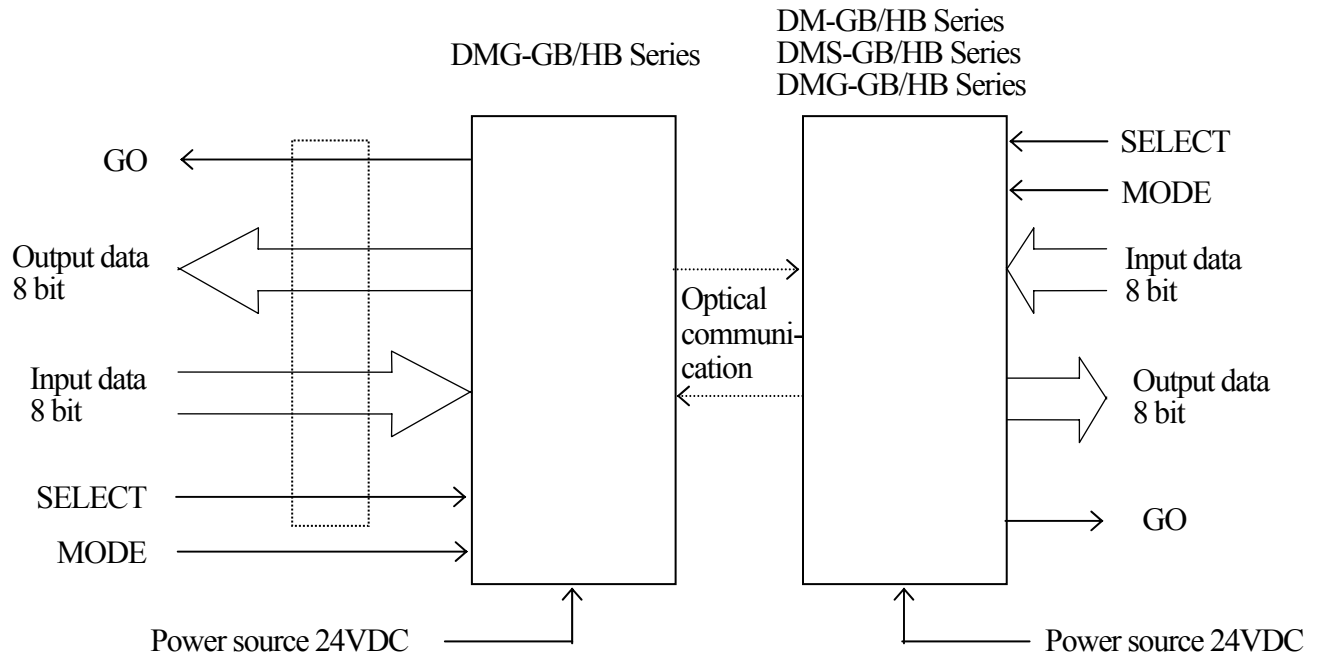 DMG-GB/HB Series
DM-GB/HB Series
DMS-GB/HB Series
DMG-GB/HB Series
GO
Output data
8 bit
Input data
8 bit
SELECT
MODE
Power source 24VDC
Optical
communi-
cation
SELECT
MODE
Input data
8 bit
Output data
8 bit
GO
Power source 24VDC